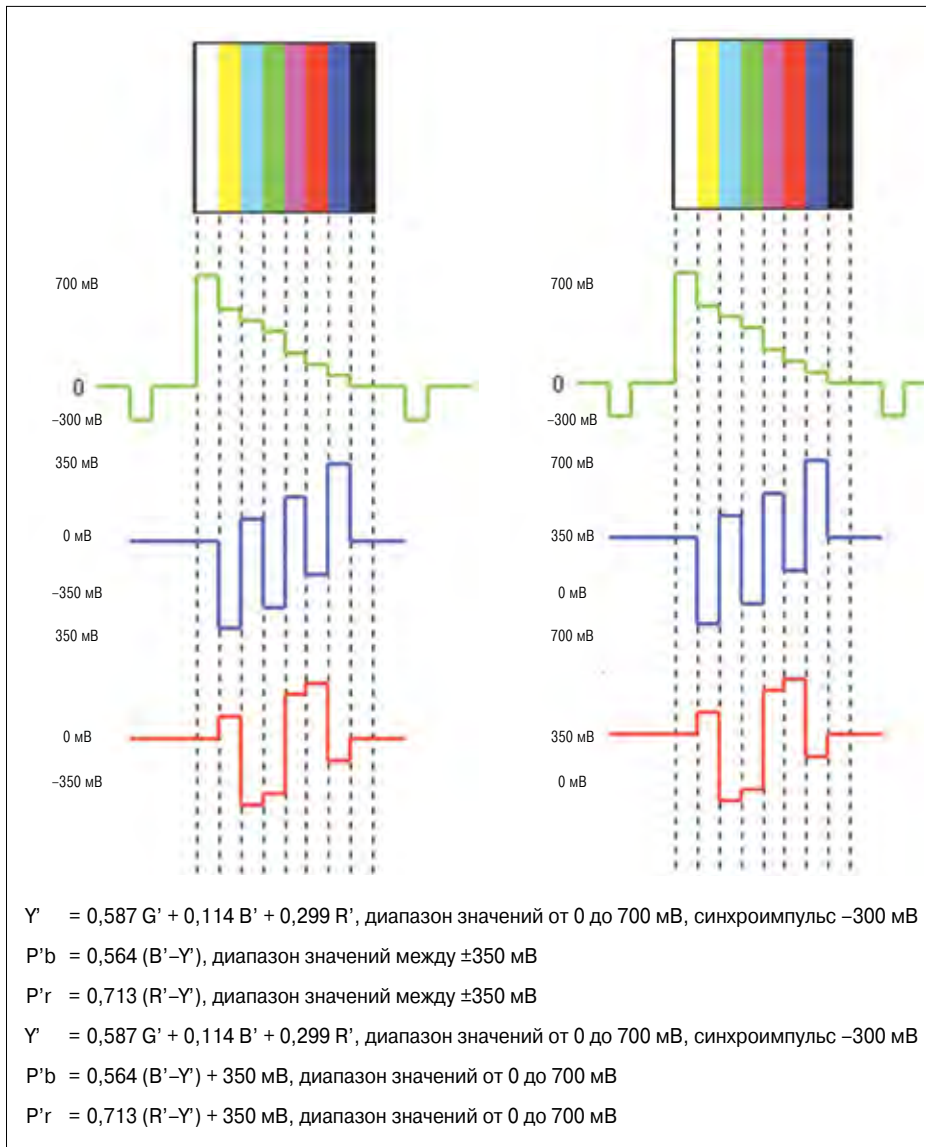 700 мВ
0
−300 мВ
350 мВ
0 мВ
−350 мВ
350 мВ
0 мВ
−350 мВ
700 мВ
0
−300 мВ
700 мВ
350 мВ
0 мВ
700 мВ
350 мВ
0 мВ
Y’ = 0,587 G’ + 0,114 B’ + 0,299 R’, диапазон значений от 0 до 700 мВ, синхроимпульс −300 мВ
P’b = 0,564 (B’−Y’), диапазон значений между ±350 мВ
P’r = 0,713 (R’−Y’), диапазон значений между ±350 мВ
Y’ = 0,587 G’ + 0,114 B’ + 0,299 R’, диапазон значений от 0 до 700 мВ, синхроимпульс −300 мВ
P’b = 0,564 (B’−Y’) + 350 мВ, диапазон значений от 0 до 700 мВ
P’r = 0,713 (R’−Y’) + 350 мВ, диапазон значений от 0 до 700 мВ